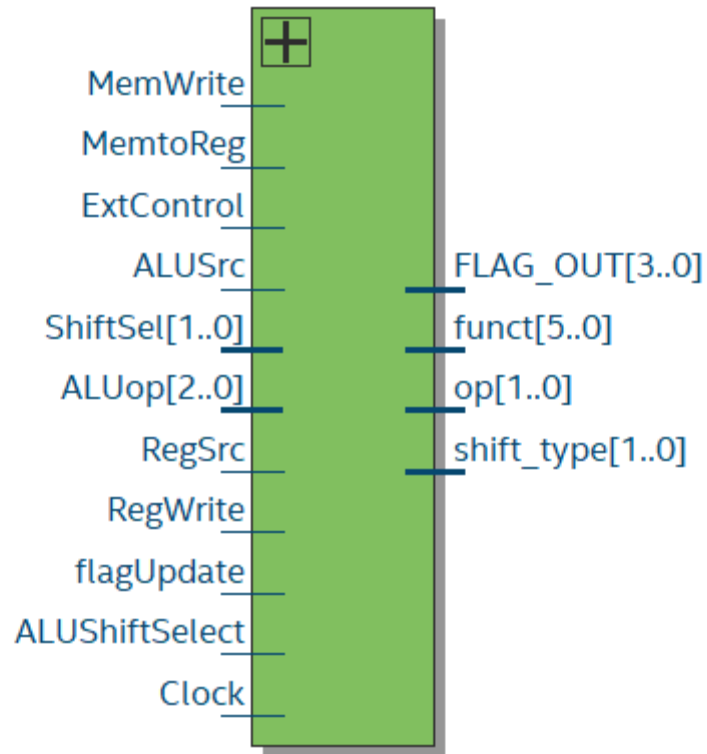 MemWrite
MemtoReg
ExtControl
ALUSrc
ShiftSel[1..0]
ALUop[2..0]
RegSrc
RegWrite
flagUpdate
ALUShiftSelect
Clock
FLAG_OUT[3..0]
funct[5..0]
op[1..0]
shift_type[1..0]